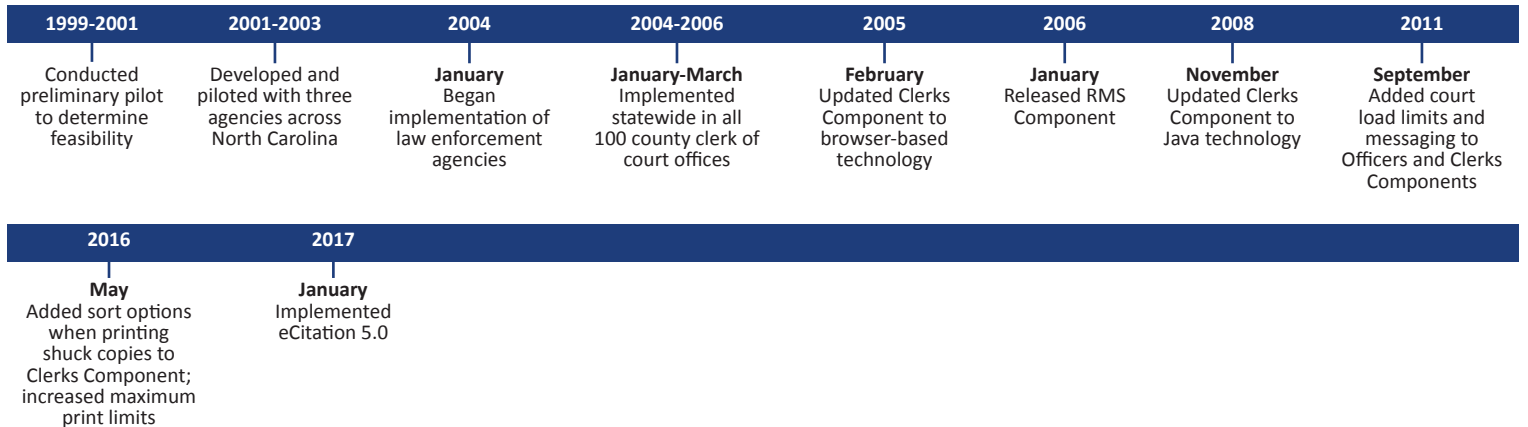 1999-2001
Conducted
preliminary pilot
to determine
feasibility
2001-2003
Developed and
piloted with three
agencies across
North Carolina
2004
January
Began
implementation of
law enforcement
agencies
2004-2006
January-March
Implemented
statewide in all
100 county clerk of
court offices
2005
February
Updated Clerks
Component to
browser-based
technology
2006
January
Released RMS
Component
2008
November
Updated Clerks
Component to
Java technology
2011
September
Added court
load limits and
messaging to
Officers and Clerks
Components
2016
May
Added sort options
when printing
shuck copies to
Clerks Component;
increased maximum
print limits
2017
January
Implemented
eCitation 5.0